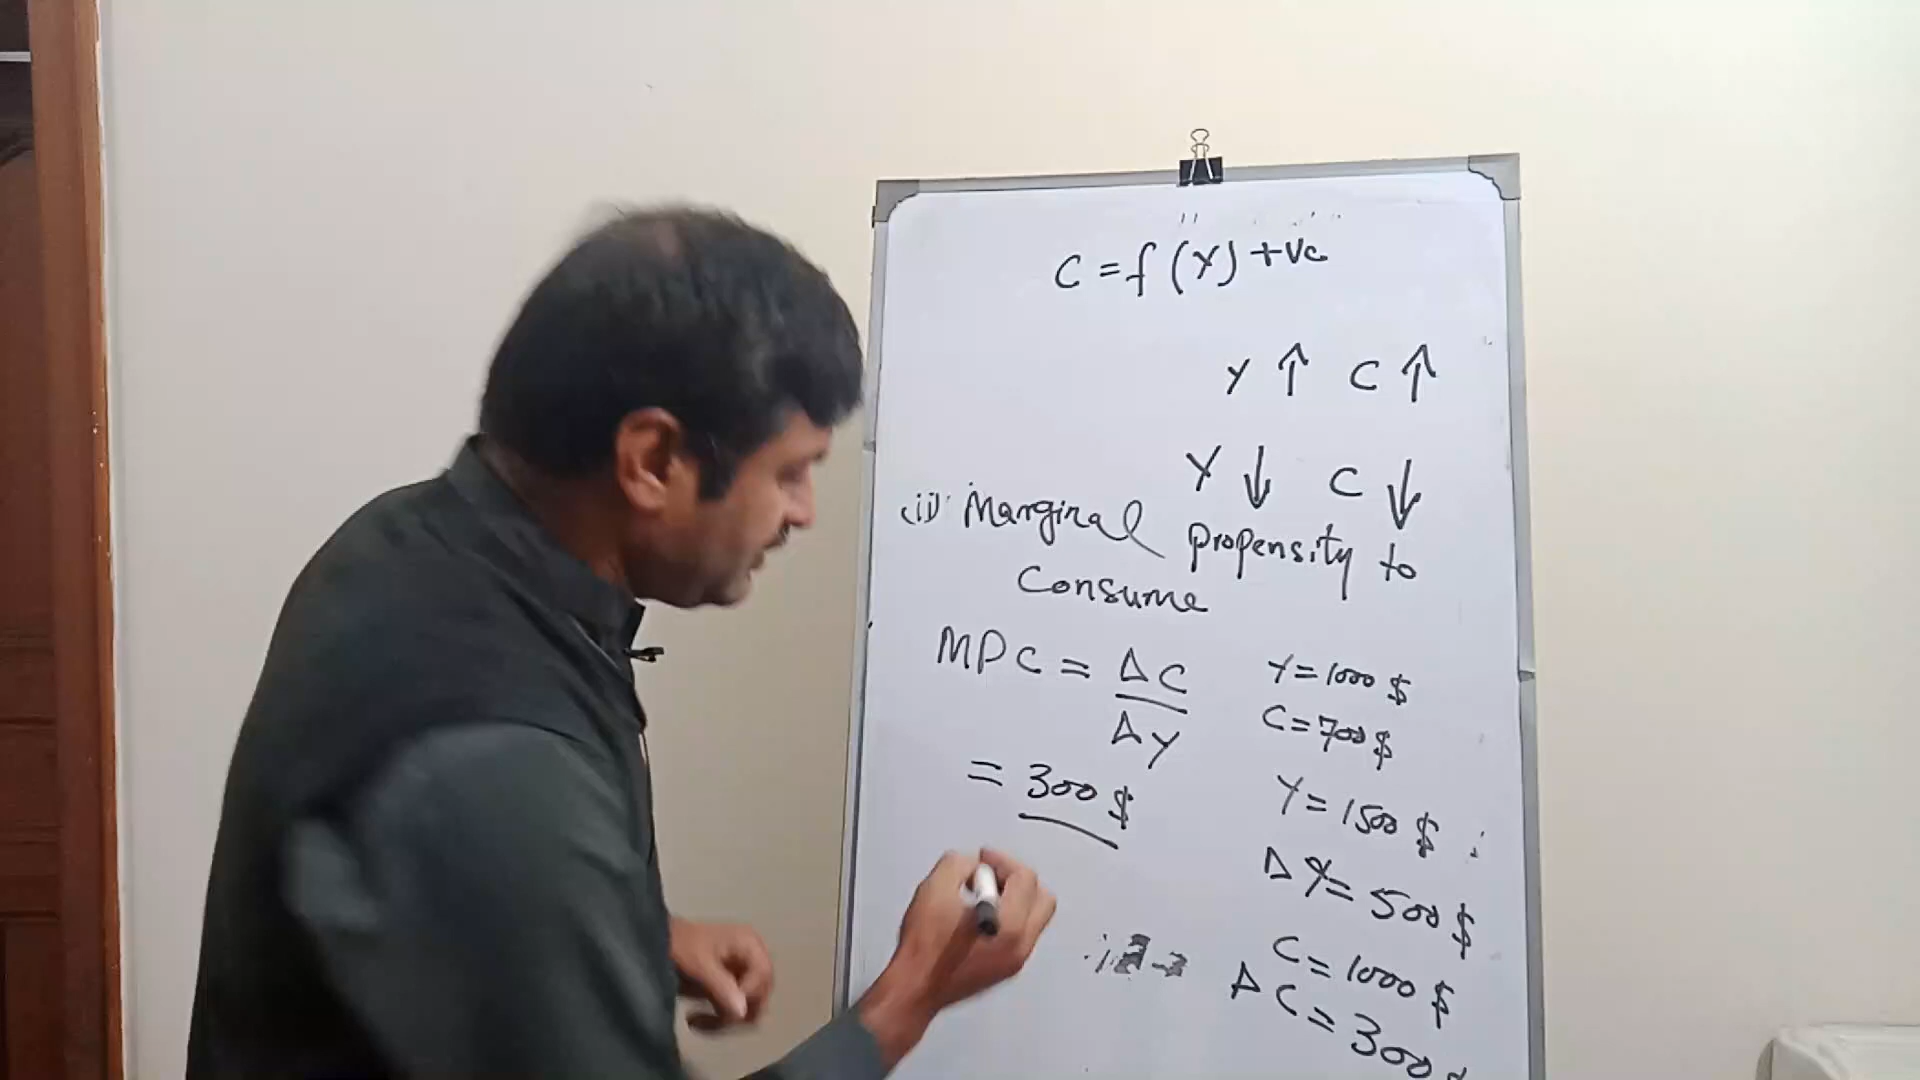 C = f (Y) +ve
Y ↑ C ↑
Y ↓ C ↓
(ii) Marginal propensity to
Consume
MPC = ΔC
ΔY
= 300 $
Y = 1000 $
C = 700 $
Y = 1500 $
ΔY = 500 $
C = 1000 $
ΔC = 300